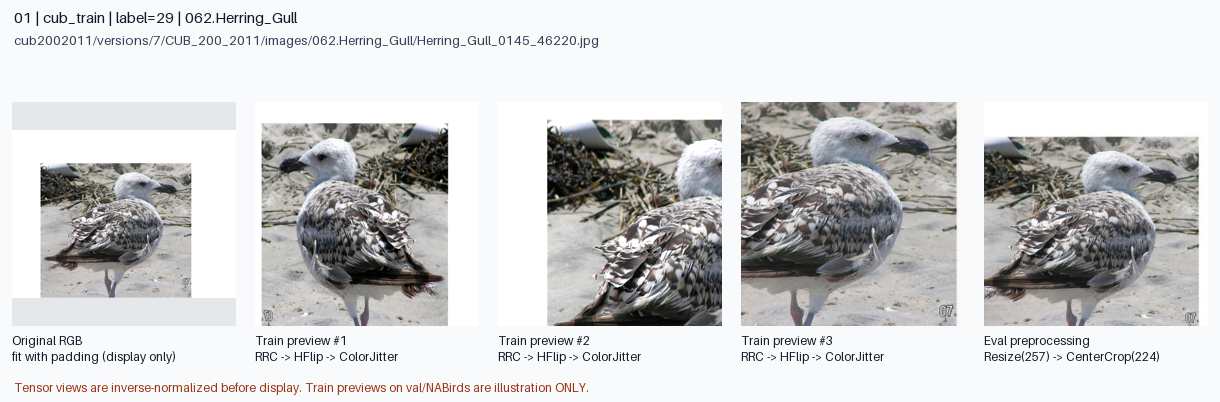 01 | cub_train | label=29 | 062.Herring_Gull
cub2002011/versions/7/CUB_200_2011/images/062.Herring_Gull/Herring_Gull_0145_46220.jpg
07.
07.
Original RGB
fit with padding (display only)
Train preview #1
RRC -> HFlip -> ColorJitter
Train preview #2
RRC -> HFlip -> ColorJitter
Train preview #3
RRC -> HFlip -> ColorJitter
Eval preprocessing
Resize(257) -> CenterCrop(224)
Tensor views are inverse-normalized before display. Train previews on val/NABirds are illustration ONLY.